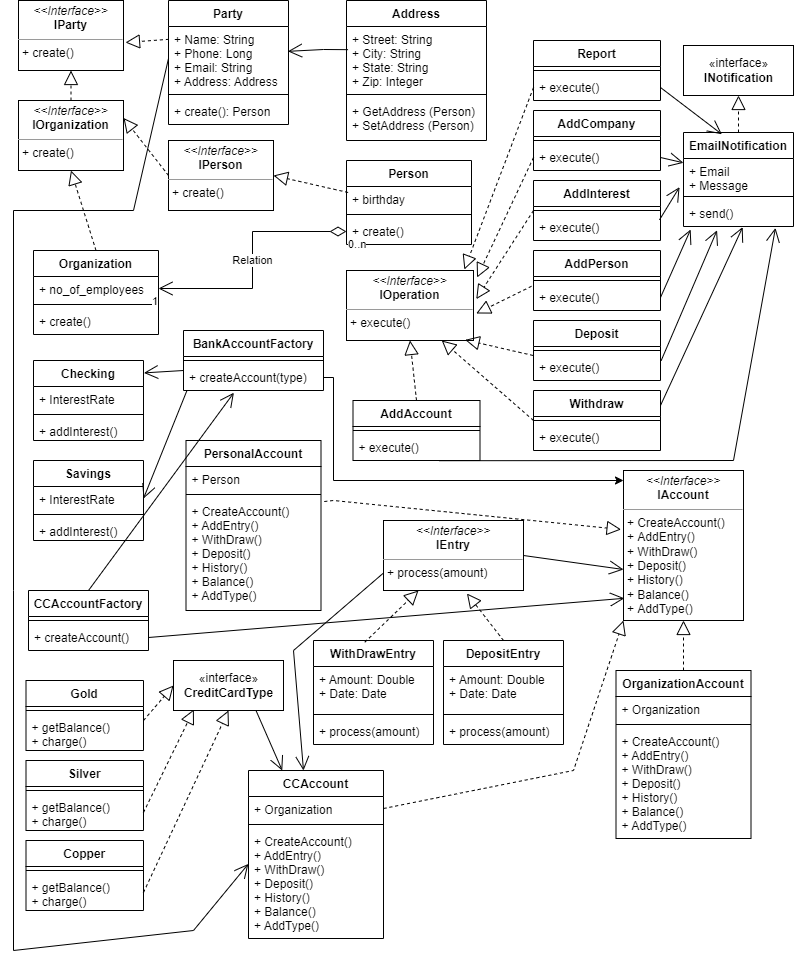 <<Interface>>
IParty
+ create()
Party
+ Name: String
+ Phone: Long
+ Email: String
+ Address: Address
+ create(): Person
Address
+ Street: String
+ City: String
+ State: String
+ Zip: Integer
+ GetAddress (Person)
+ SetAddress (Person)
Report
+ execute()
«interface»
INotification
<<Interface>>
IOrganization
+ create()
<<Interface>>
IPerson
+ create()
AddCompany
+ execute()
EmailNotification
+ Email
+ Message
+ send()
Person
+ birthday
+ create()
0..n
AddInterest
+ execute()
Relation
Organization
+ no_of_employees
1
+ create()
<<Interface>>
IOperation
+ execute()
AddPerson
+ execute()
Deposit
+ execute()
BankAccountFactory
+ createAccount(type)
Checking
+ InterestRate
+ addInterest()
Withdraw
+ execute()
AddAccount
+ execute()
PersonalAccount
+ Person
+ CreateAccount()
+ AddEntry()
+ WithDraw()
+ Deposit()
+ History()
+ Balance()
+ AddType()
Savings
+ InterestRate
+ addInterest()
<<Interface>>
IAccount
+ CreateAccount()
+ AddEntry()
+ WithDraw()
+ Deposit()
+ History()
+ Balance()
+ AddType()
<<Interface>>
IEntry
+ process(amount)
CCAccountFactory
+ createAccount()
WithDrawEntry
+ Amount: Double
+ Date: Date
+ process(amount)
DepositEntry
+ Amount: Double
+ Date: Date
+ process(amount)
«interface»
CreditCardType
OrganizationAccount
+ Organization
+ CreateAccount()
+ AddEntry()
+ WithDraw()
+ Deposit()
+ History()
+ Balance()
+ AddType()
Gold
+ getBalance()
+ charge()
Silver
+ getBalance()
+ charge()
Copper
+ getBalance()
+ charge()
CCAccount
+ Organization
+ CreateAccount()
+ AddEntry()
+ WithDraw()
+ Deposit()
+ History()
+ Balance()
+ AddType()